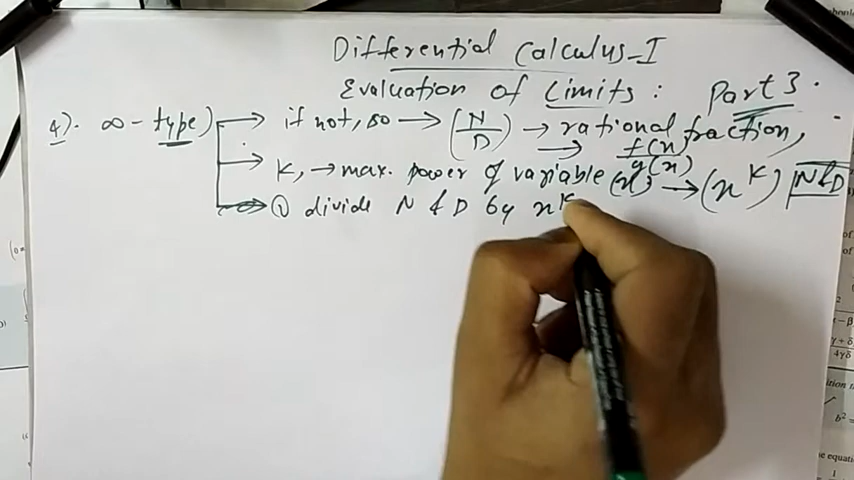 Differential Calculus-I
Evaluation of Limits : Part 3.
4). ∞ - type) → if not, so → (N/D) → rational fraction,
→ f(x)/g(x)
K, → max. power of variable (x) → (x^K) N & D
① divide N & D by x^K